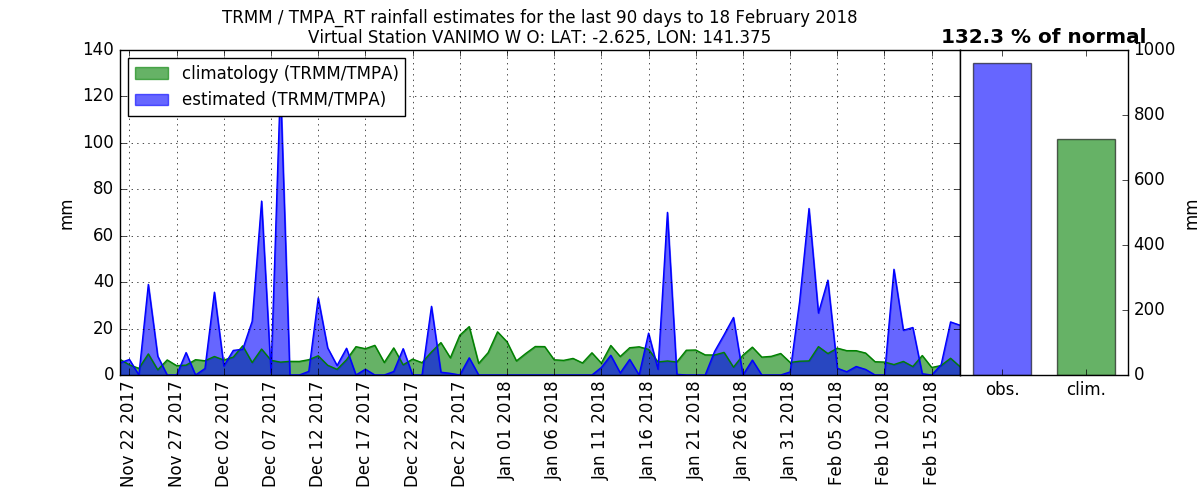 TRMM / TMPA_RT rainfall estimates for the last 90 days to 18 February 2018
Virtual Station VANIMO W O: LAT: -2.625, LON: 141.375
132.3 % of normal
climatology (TRMM/TMPA)
estimated (TRMM/TMPA)
mm
140
120
100
80
60
40
20
0
Nov 22 2017
Nov 27 2017
Dec 02 2017
Dec 07 2017
Dec 12 2017
Dec 17 2017
Dec 22 2017
Dec 27 2017
Jan 01 2018
Jan 06 2018
Jan 11 2018
Jan 16 2018
Jan 21 2018
Jan 26 2018
Jan 31 2018
Feb 05 2018
Feb 10 2018
Feb 15 2018
obs.
clim.
1000
800
600
400
200
0
mm